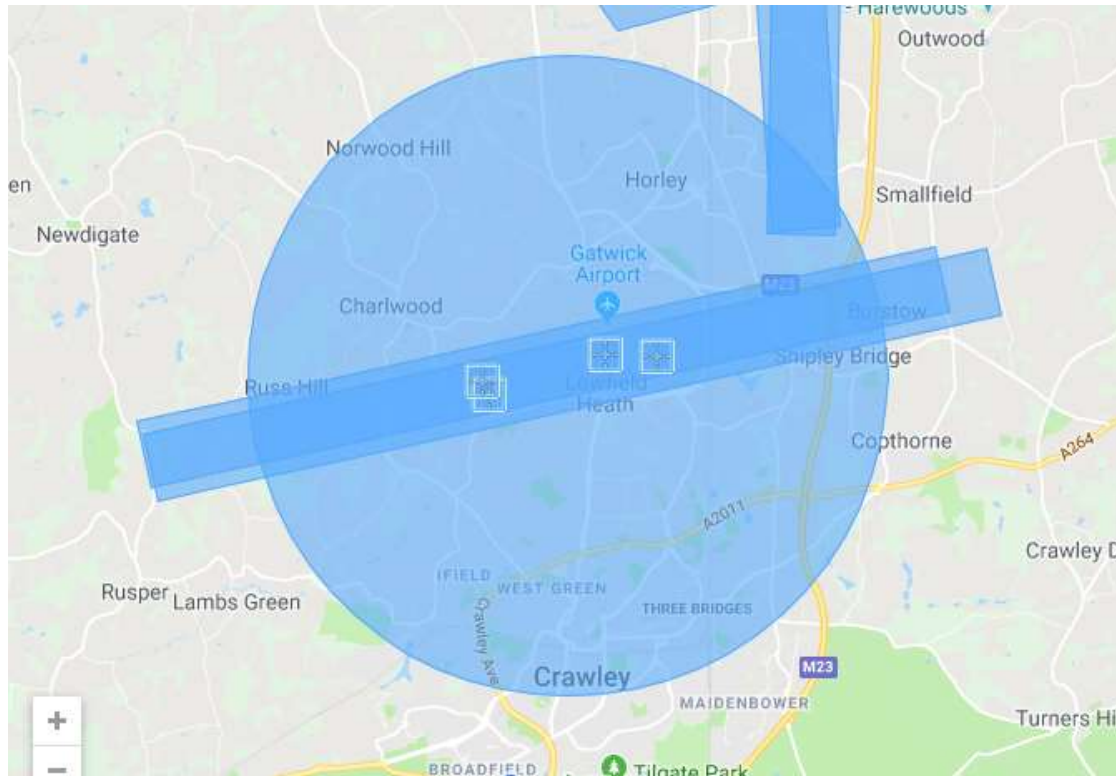 - Harewoods
Outwood
Norwood Hill
Horley
en
Smallfield
Newdigate
Gatwick
Airport
M23
Charlwood
Burstow
Shipley Bridge
Russ Hill
Lowfield
Heath
Copthorne
A264
A2011
Crawley D
IFIELD
WEST GREEN
Rusper
Lambs Green
THREE BRIDGES
Crawley Ave
Crawley
M23
MAIDENBOWER
+
Turners Hi
−
BROADFIELD
Tilgate Park